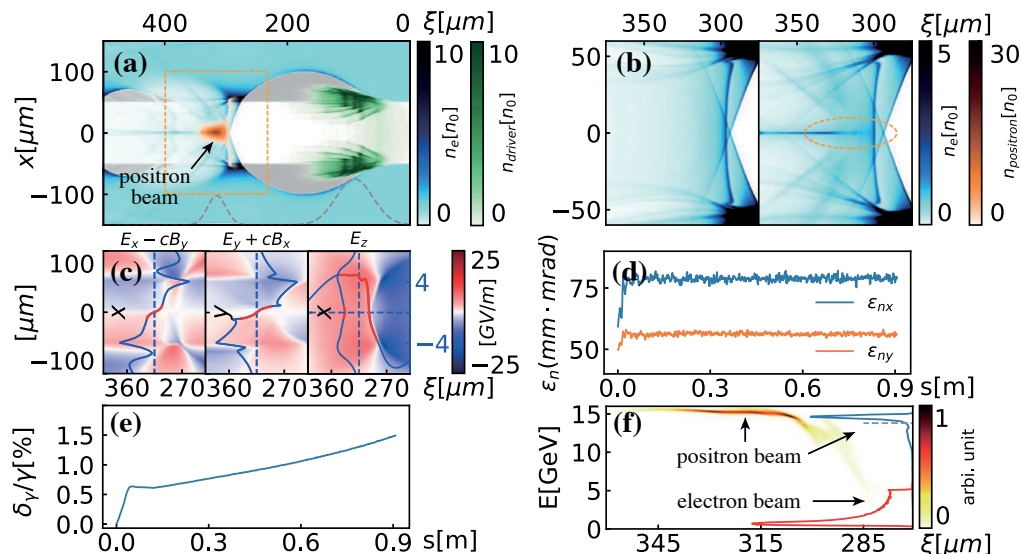 400 200 0 ξ[μm]
(a)
100
0
-100
x[μm]
positron
beam
10
0
n_e[n_0]
10
0
n_driver[n_0]
350 300 350 300 ξ[μm]
(b)
50
0
-50
5
0
n_e[n_0]
30
0
n_positron[n_0]
E_x − cB_y E_y + cB_x E_z
(c)
100
0
-100
[μm]
X y X
4
-4
25
-25
[GV/m]
360 270 360 270 360 270 ξ[μm]
(d)
75
50
ε_n(mm · mrad)
ε_nx
ε_ny
0.0 0.3 0.6 0.9 s[m]
(e)
1.5
1.0
0.5
0.0
δ_γ/γ[%]
0.0 0.3 0.6 0.9 s[m]
(f)
15
10
5
0
E[GeV]
positron beam
electron beam
1
0
arbi. unit
345 315 285 ξ[μm]